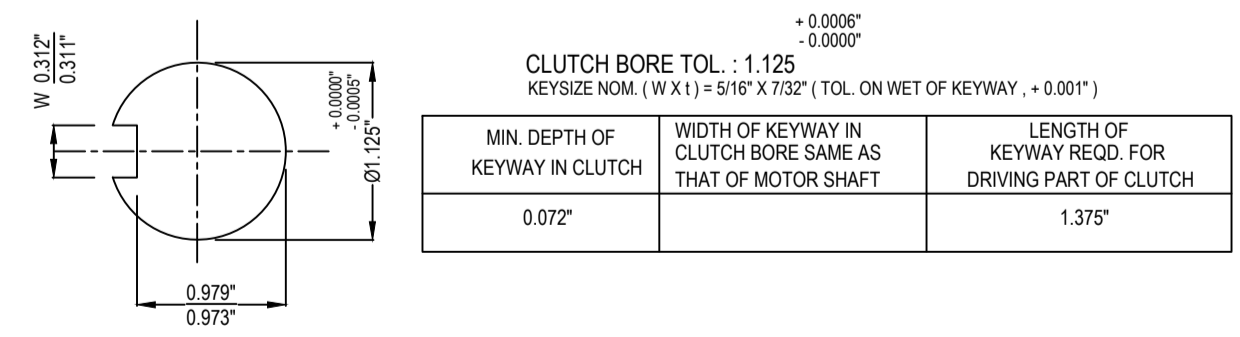 W 0.312"
0.311"
+ 0.0000"
- 0.0005"
Ø1.125"
0.979"
0.973"
+ 0.0006"
- 0.0000"
CLUTCH BORE TOL. : 1.125
KEYSIZE NOM. ( W X t ) = 5/16" X 7/32" ( TOL. ON WET OF KEYWAY , + 0.001" )
MIN. DEPTH OF
KEYWAY IN CLUTCH
WIDTH OF KEYWAY IN
CLUTCH BORE SAME AS
THAT OF MOTOR SHAFT
LENGTH OF
KEYWAY REQD. FOR
DRIVING PART OF CLUTCH
0.072"
1.375"